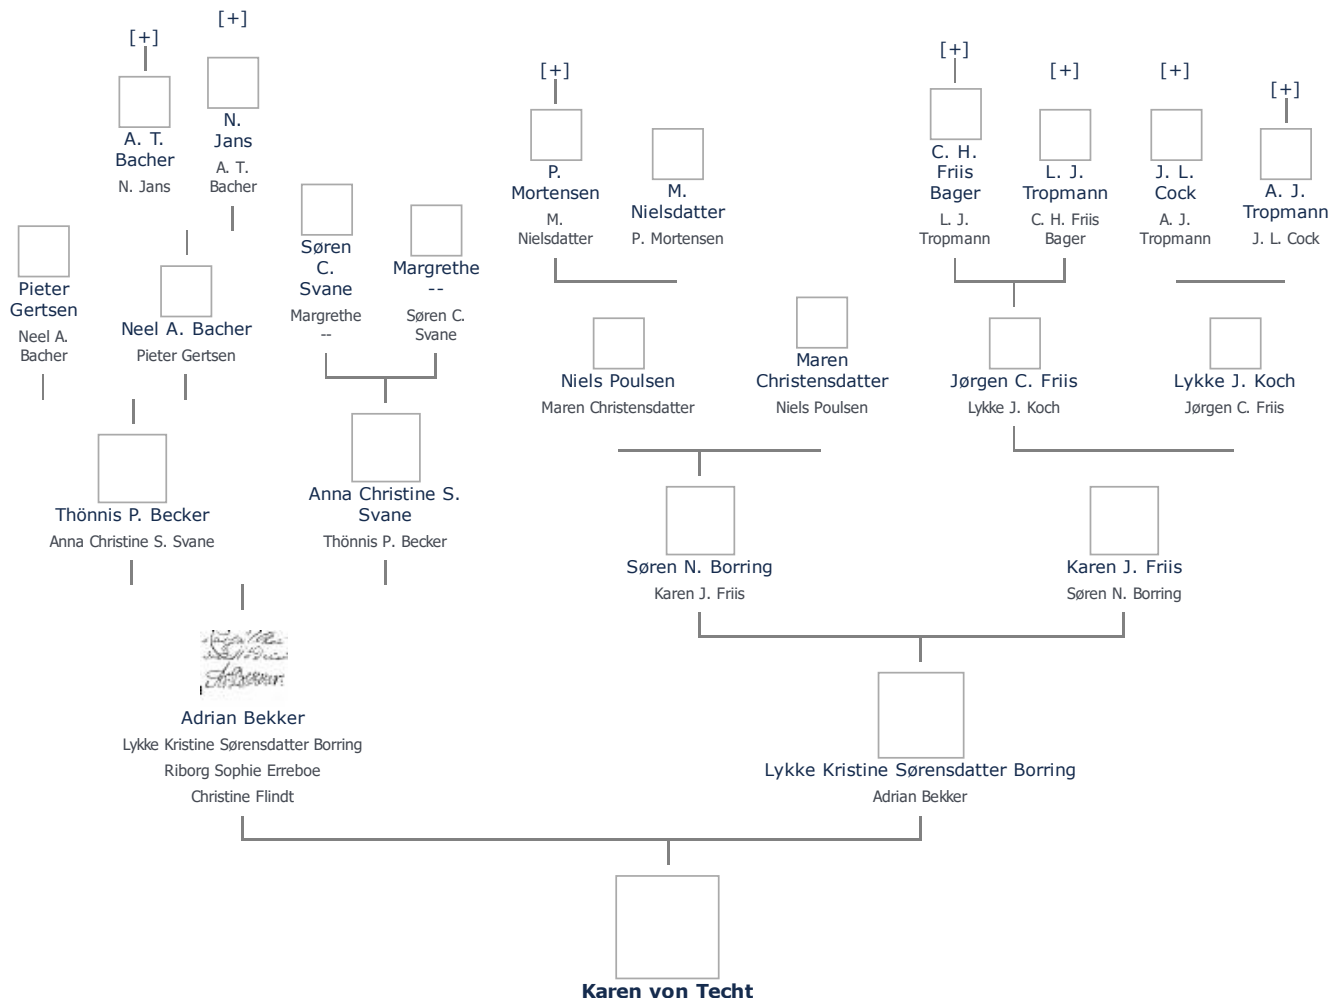 [+]
[+]
[+]
[+]
[+]
[+]
[+]
A. T.
Bacher
N. Jans
N.
Jans
A. T.
Bacher
P.
Mortensen
M.
Nielsdatter
M.
Nielsdatter
P. Mortensen
C. H.
Friis
Bager
L. J.
Tropmann
L. J.
Tropmann
C. H. Friis
Bager
J. L.
Cock
A. J.
Tropmann
A. J.
Tropmann
J. L. Cock
Pieter
Gertsen
Neel A.
Bacher
Neel A. Bacher
Pieter Gertsen
Søren
C.
Svane
Margrethe
--
Margrethe
--
Søren C.
Svane
Niels Poulsen
Maren Christensdatter
Maren
Christensdatter
Niels Poulsen
Jørgen C. Friis
Lykke J. Koch
Lykke J. Koch
Jørgen C. Friis
Thönnis P. Becker
Anna Christine S. Svane
Anna Christine S.
Svane
Thönnis P. Becker
Søren N. Borring
Karen J. Friis
Karen J. Friis
Søren N. Borring
Adrian Bekker
Lykke Kristine Sørensdatter Borring
Riborg Sophie Erreboe
Christine Flindt
Lykke Kristine Sørensdatter Borring
Adrian Bekker
Karen von Techt